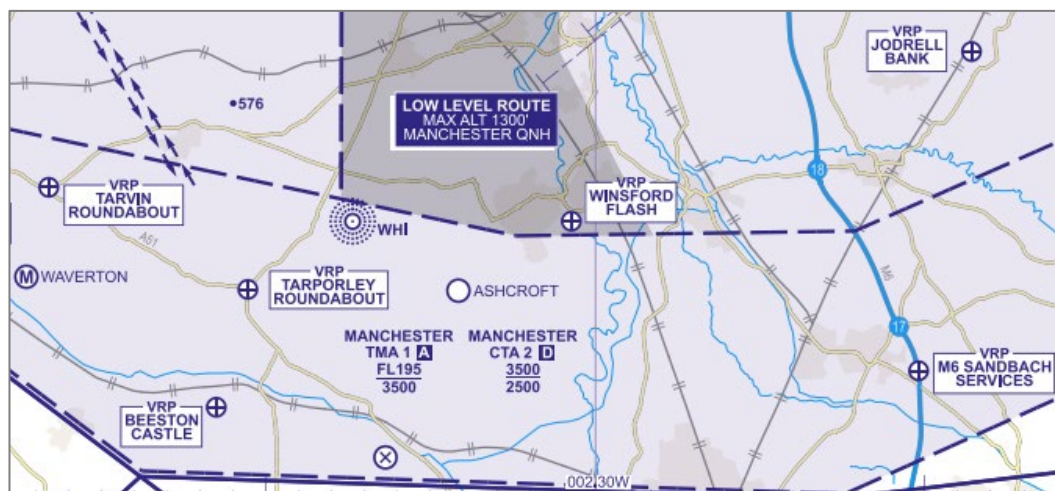 VRP
JODRELL
BANK
•576
LOW LEVEL ROUTE
MAX ALT 1300'
MANCHESTER QNH
18
VRP
TARVIN
ROUNDABOUT
VRP
WINSFORD
FLASH
WHI
A51
M WAVERTON
VRP
TARPORLEY
ROUNDABOUT
ASHCROFT
M6
17
MANCHESTER
TMA 1 A
FL195
3500
MANCHESTER
CTA 2 D
3500
2500
VRP
M6 SANDBACH
SERVICES
VRP
BEESTON
CASTLE
002 30W